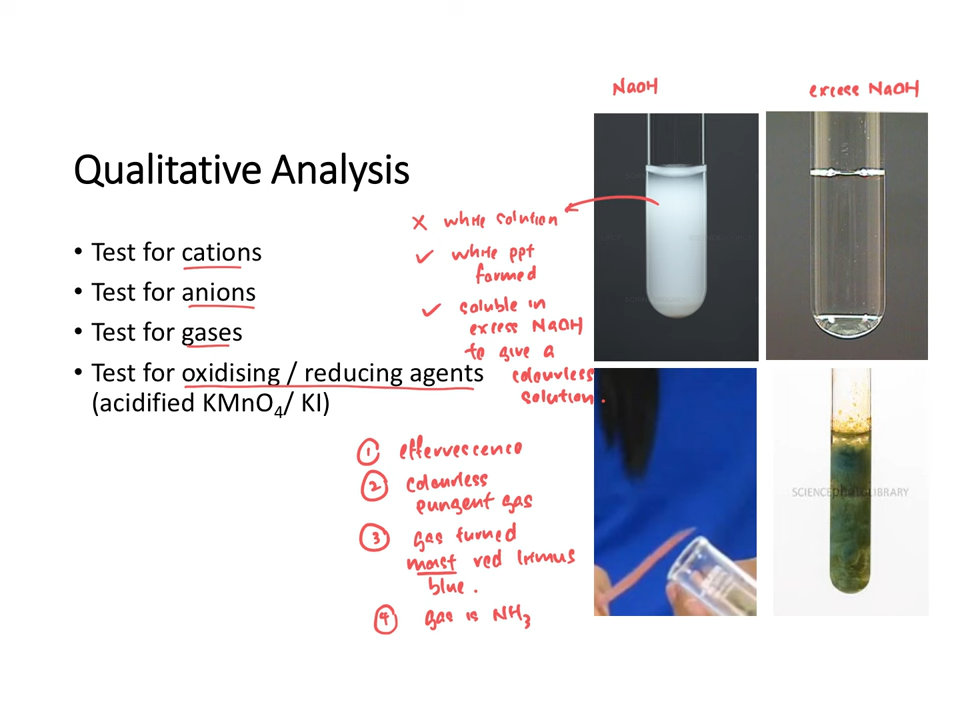 NaOH
excess NaOH
Qualitative Analysis
• Test for cations
• Test for anions
• Test for gases
• Test for oxidising / reducing agents
(acidified KMnO4/ KI)
✗ white solution
✓ white ppt
formed
✓ soluble in
excess NaOH
to give a
colourless
solution.
① effervescence
② colourless
pungent gas
③ gas turned
moist red litmus
blue.
④ gas is NH3